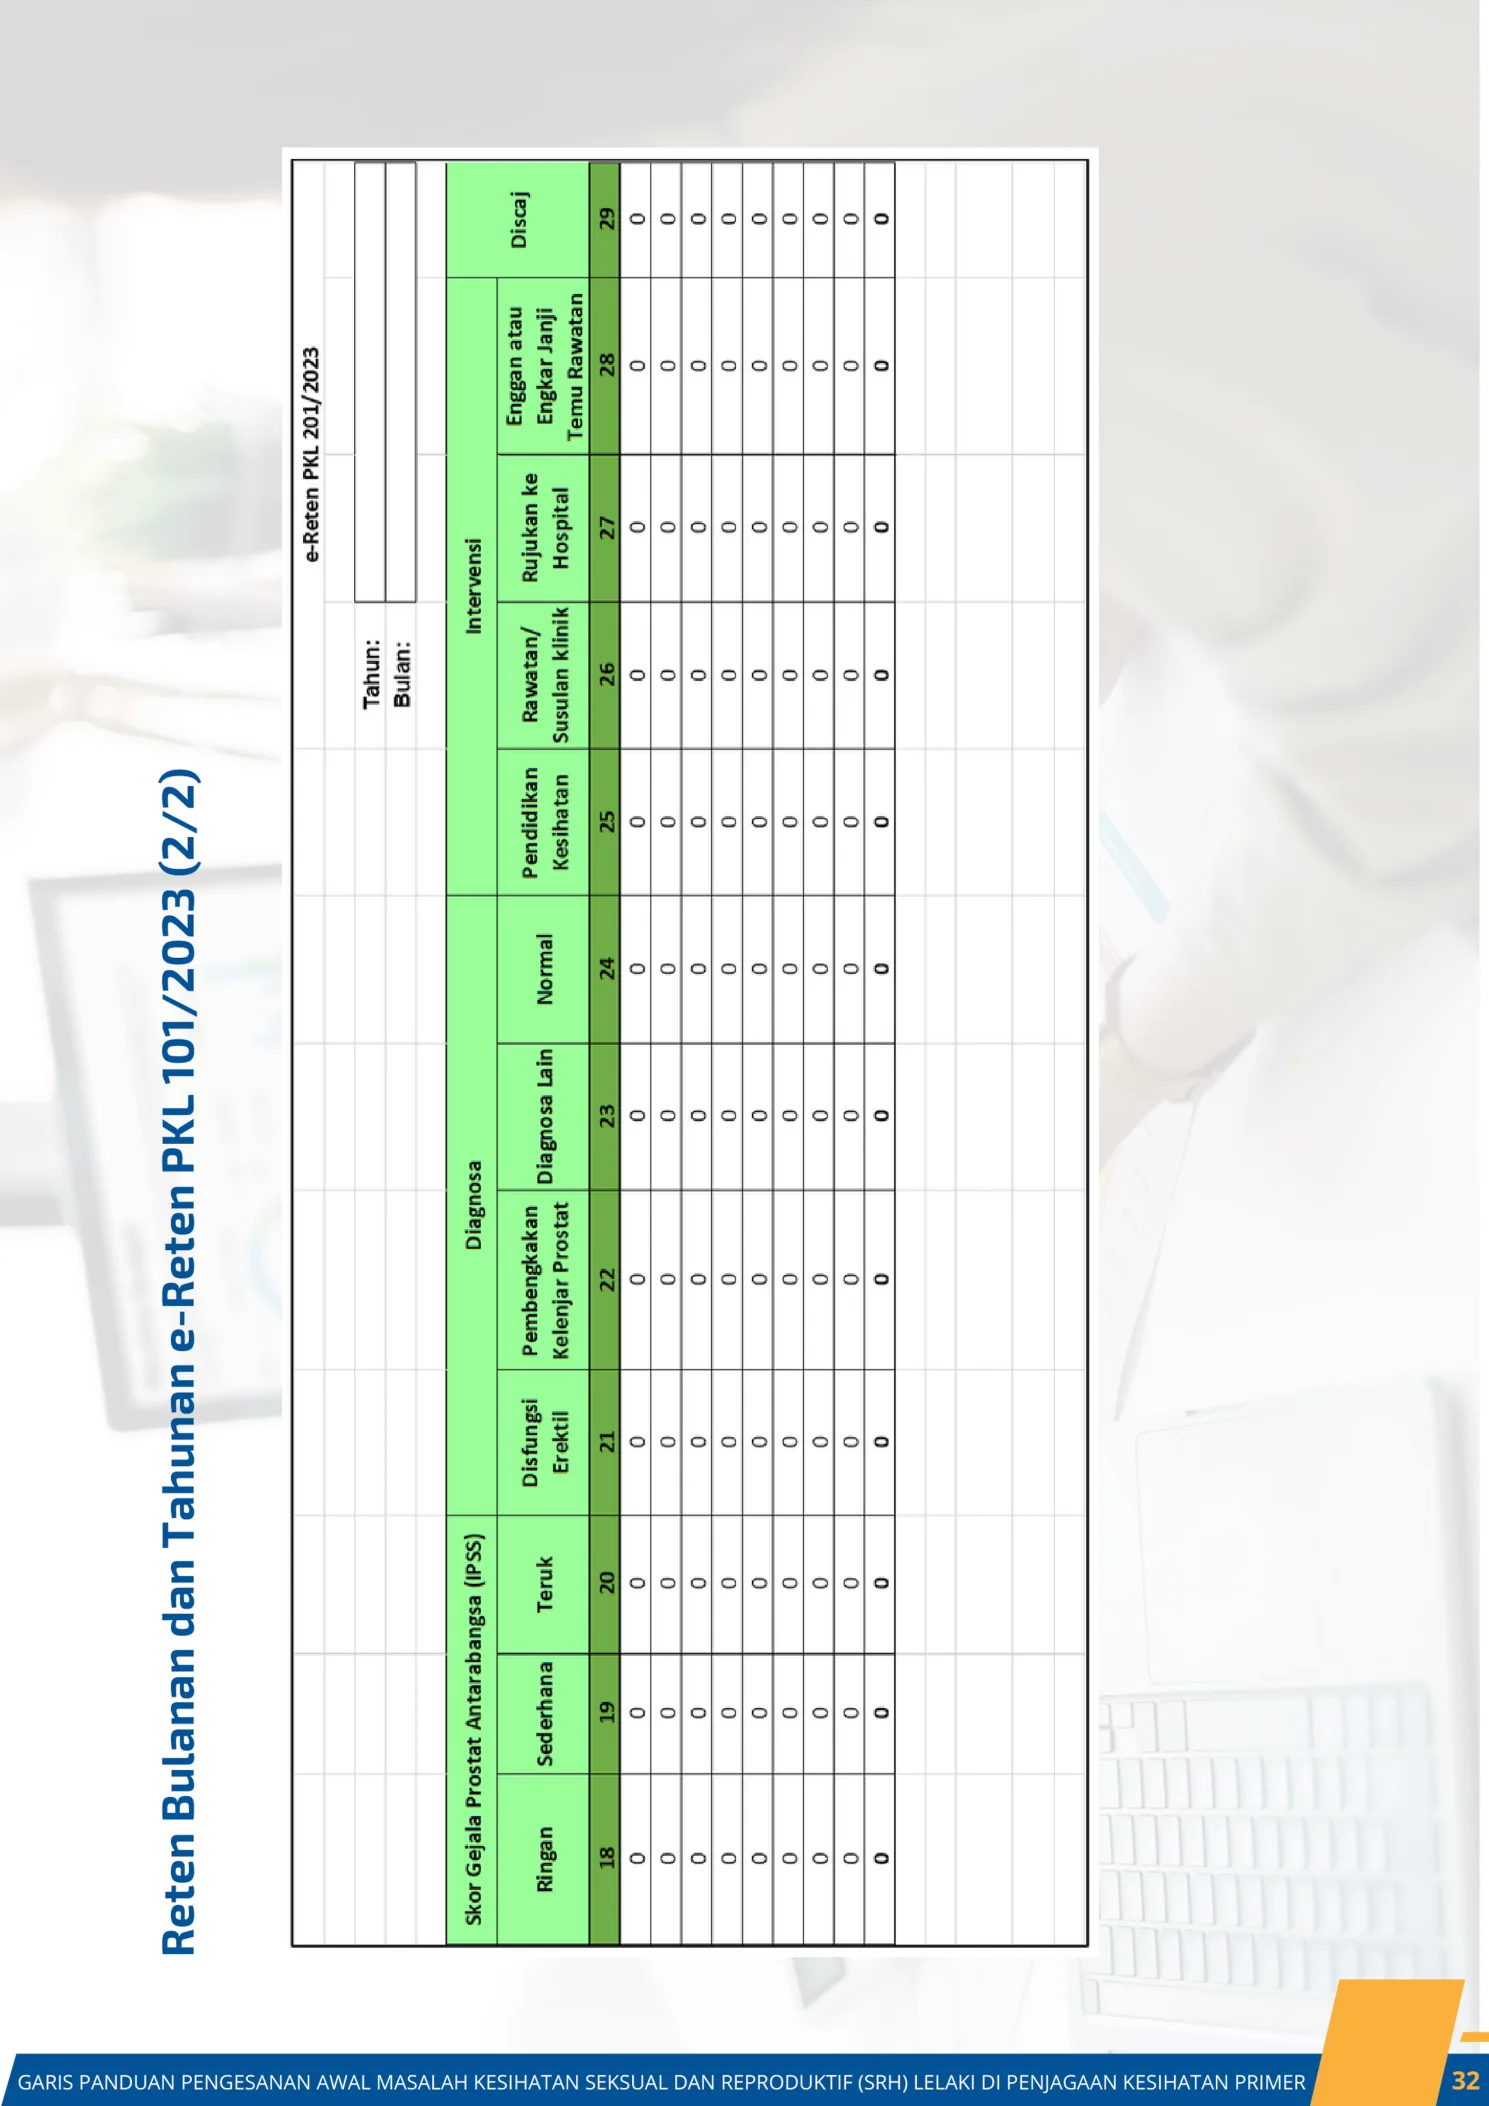 Reten Bulanan dan Tahunan e-Reten PKL 101/2023 (2/2)
e-Reten PKL 201/2023
Tahun:
Bulan:
Skor Gejala Prostat Antarabangsa (IPSS) Diagnosa Intervensi Discaj
Ringan Sederhana Teruk Disfungsi Erektil Pembengkakan Kelenjar Prostat Diagnosa Lain Normal Pendidikan Kesihatan Rawatan/ Susulan klinik Rujukan ke Hospital Enggan atau Engkar Janji Temu Rawatan
18 19 20 21 22 23 24 25 26 27 28 29
0 0 0 0 0 0 0 0 0 0 0 0
0 0 0 0 0 0 0 0 0 0 0 0
0 0 0 0 0 0 0 0 0 0 0 0
0 0 0 0 0 0 0 0 0 0 0 0
0 0 0 0 0 0 0 0 0 0 0 0
0 0 0 0 0 0 0 0 0 0 0 0
0 0 0 0 0 0 0 0 0 0 0 0
0 0 0 0 0 0 0 0 0 0 0 0
0 0 0 0 0 0 0 0 0 0 0 0
GARIS PANDUAN PENGESANAN AWAL MASALAH KESIHATAN SEKSUAL DAN REPRODUKTIF (SRH) LELAKI DI PENJAGAAN KESIHATAN PRIMER 32